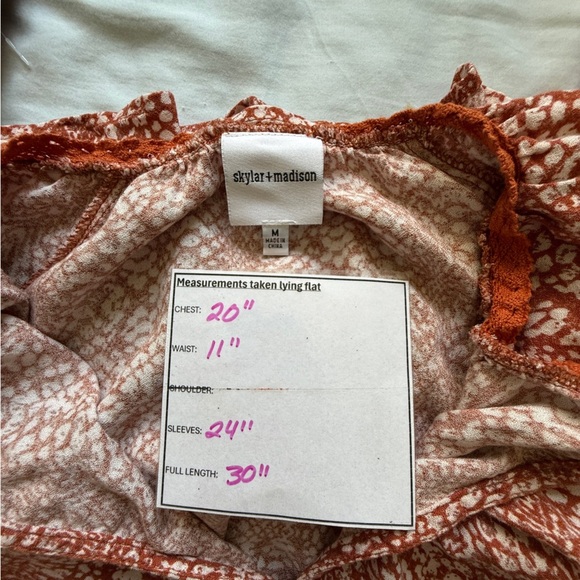 skylar+madison
M
MADE IN
CHINA
Measurements taken lying flat
CHEST: 20"
WAIST: 11"
SHOULDER:
SLEEVES: 24"
FULL LENGTH: 30"